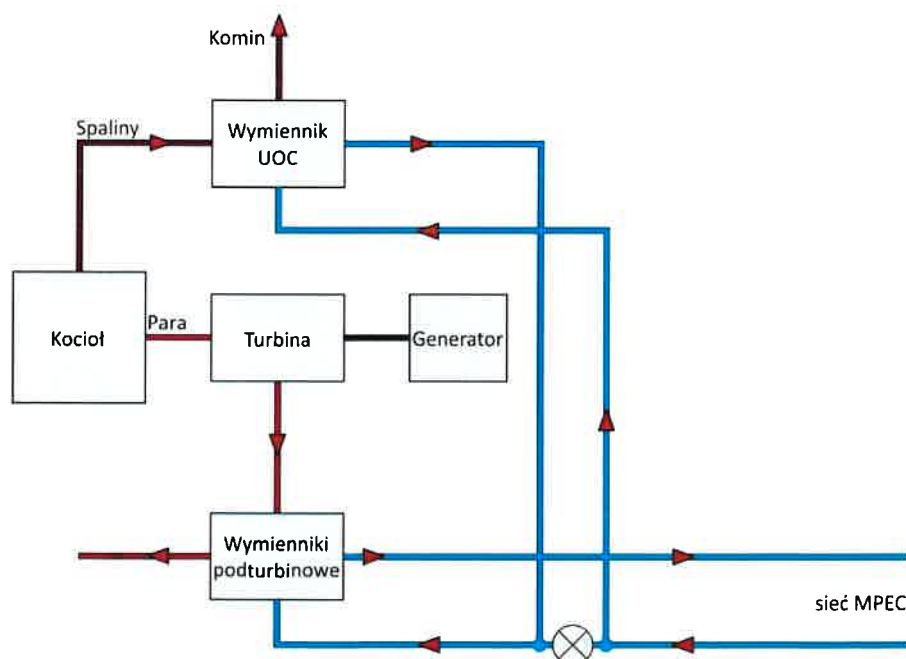 Komin
Spaliny
Wymiennik
UOC
Kocioł
Para
Turbina
Generator
Wymienniki
podturbinowe
sieć MPEC